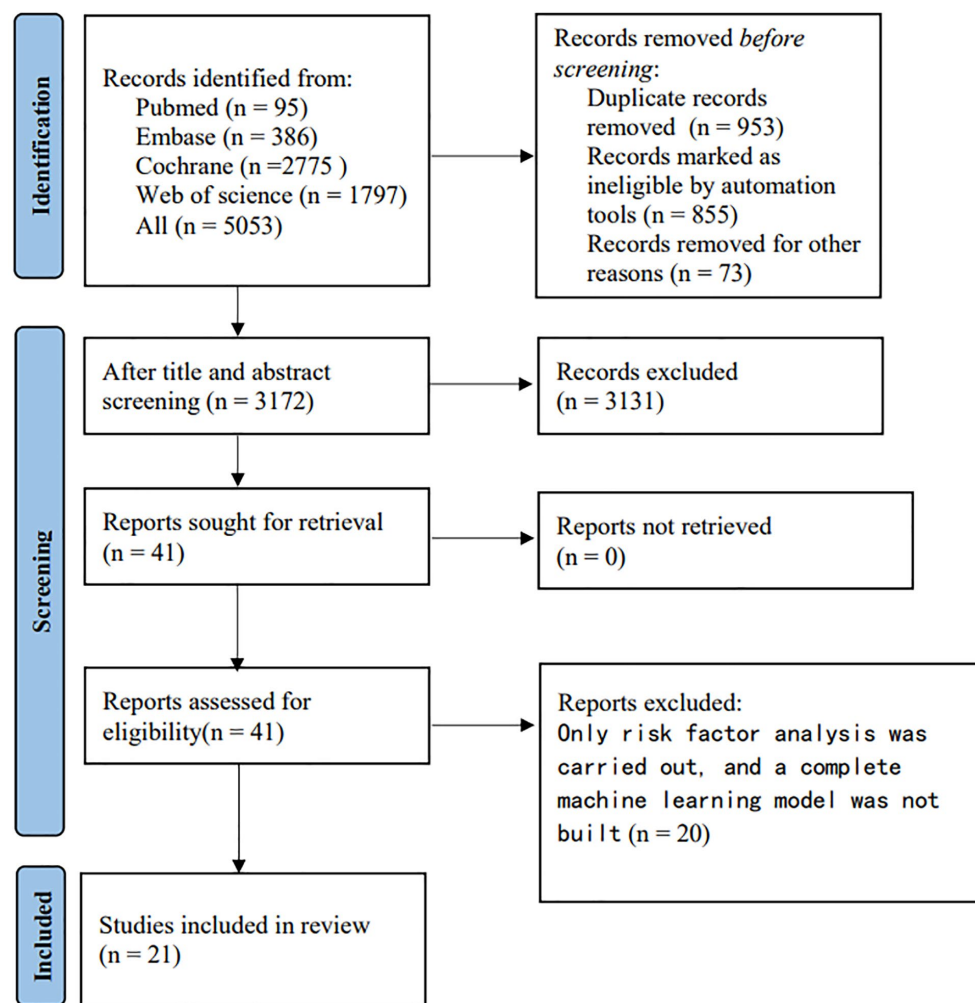 Identification
Records identified from:
Pubmed (n = 95)
Embase (n = 386)
Cochrane (n =2775 )
Web of science (n = 1797)
All (n = 5053)
Records removed before
screening:
Duplicate records
removed  (n = 953)
Records marked as
ineligible by automation
tools (n = 855)
Records removed for other
reasons (n = 73)
Screening
After title and abstract
screening (n = 3172)
Records excluded
(n = 3131)
Reports sought for retrieval
(n = 41)
Reports not retrieved
(n = 0)
Reports assessed for
eligibility(n = 41)
Reports excluded:
Only risk factor analysis was
carried out, and a complete
machine learning model was not
built (n = 20)
Included
Studies included in review
(n = 21)